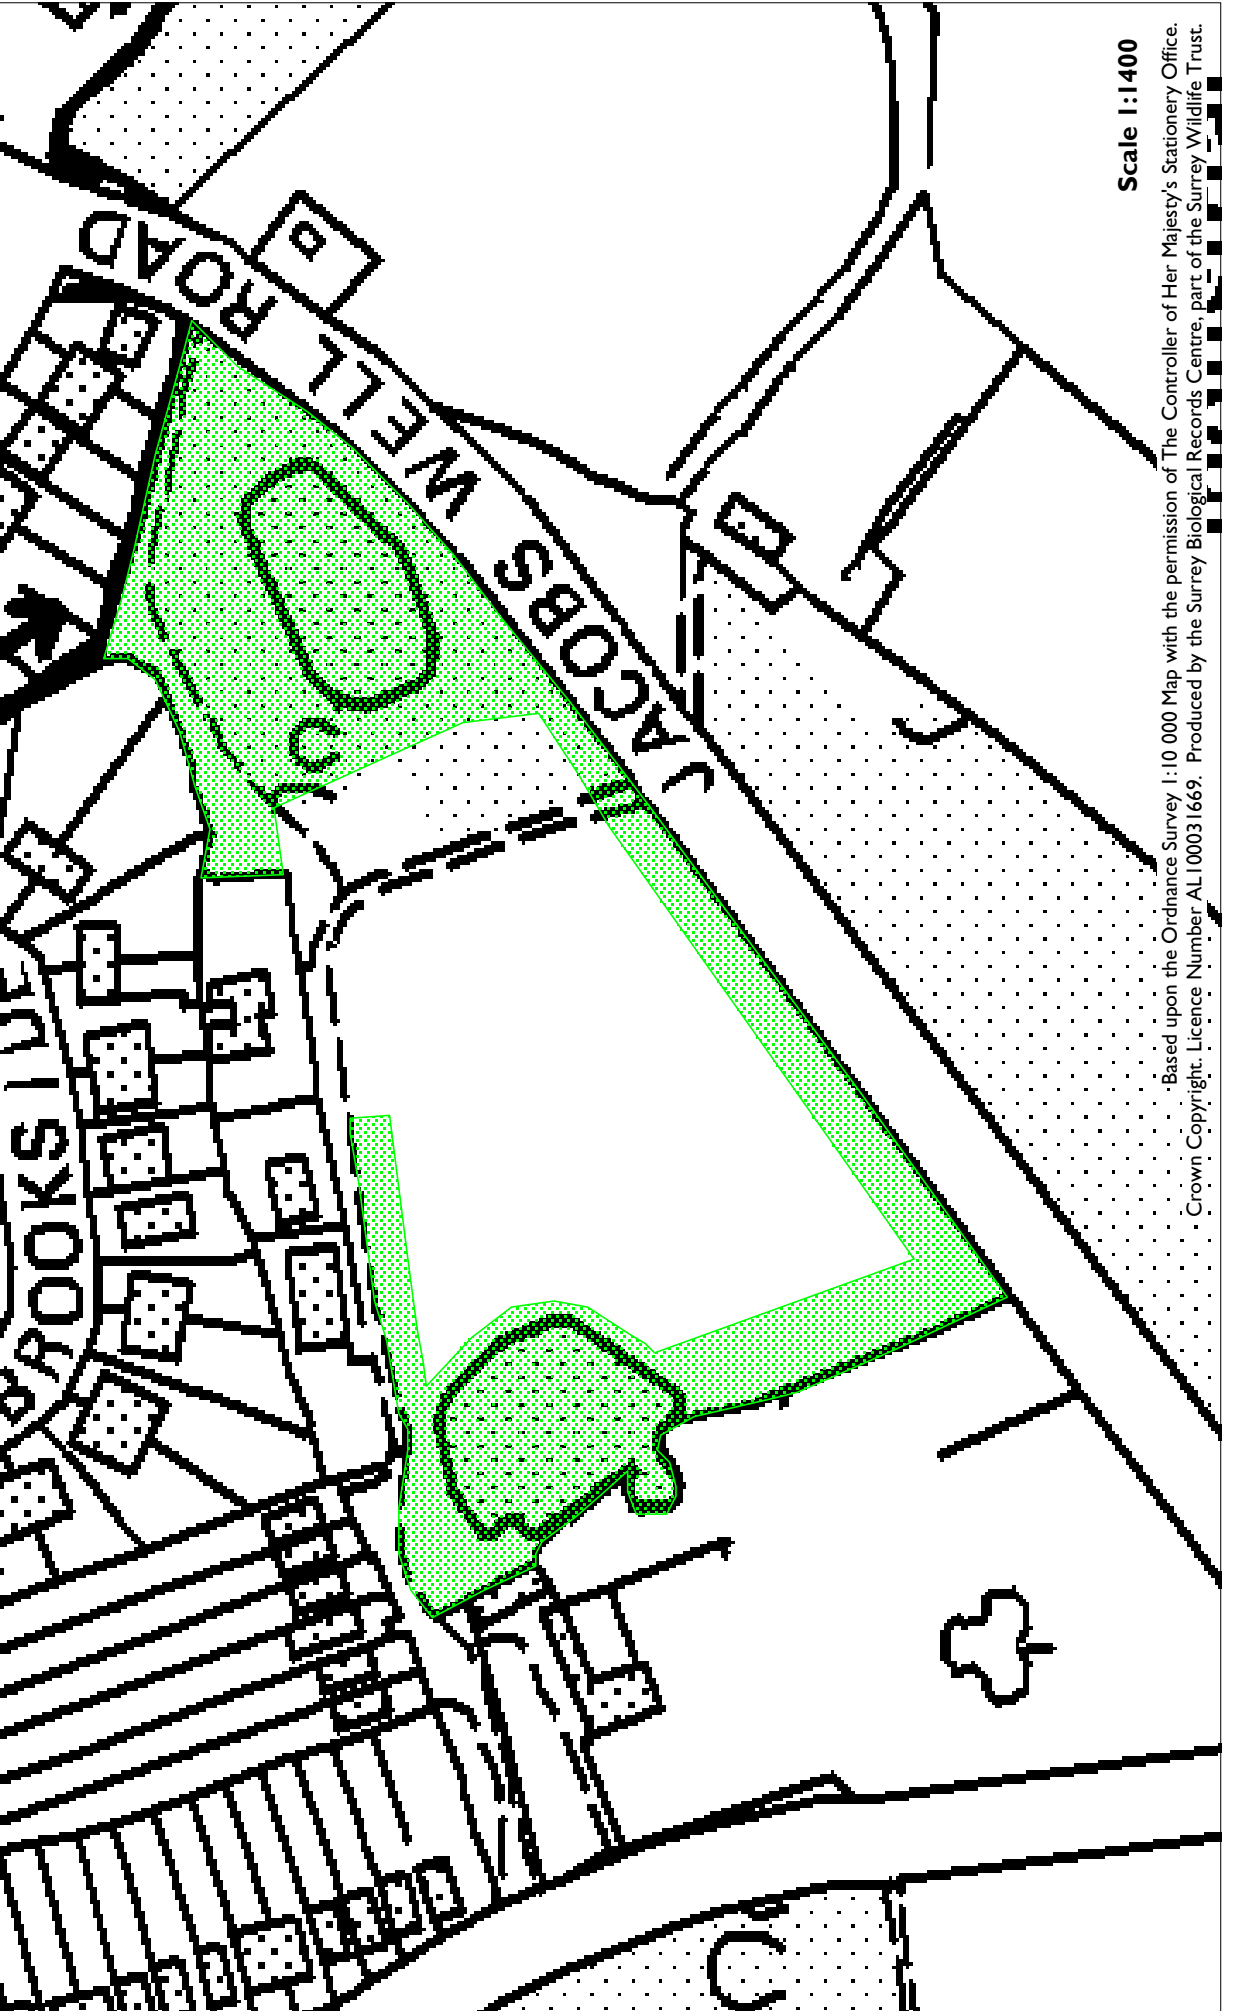 Scale 1:1400
Based upon the Ordnance Survey 1:10 000 Map with the permission of The Controller of Her Majesty's Stationery Office.
Crown Copyright. Licence Number AL100031669. Produced by the Surrey Biological Records Centre, part of the Surrey Wildlife Trust.
JACOBS WELL ROAD
BROOKSIDE
C
C